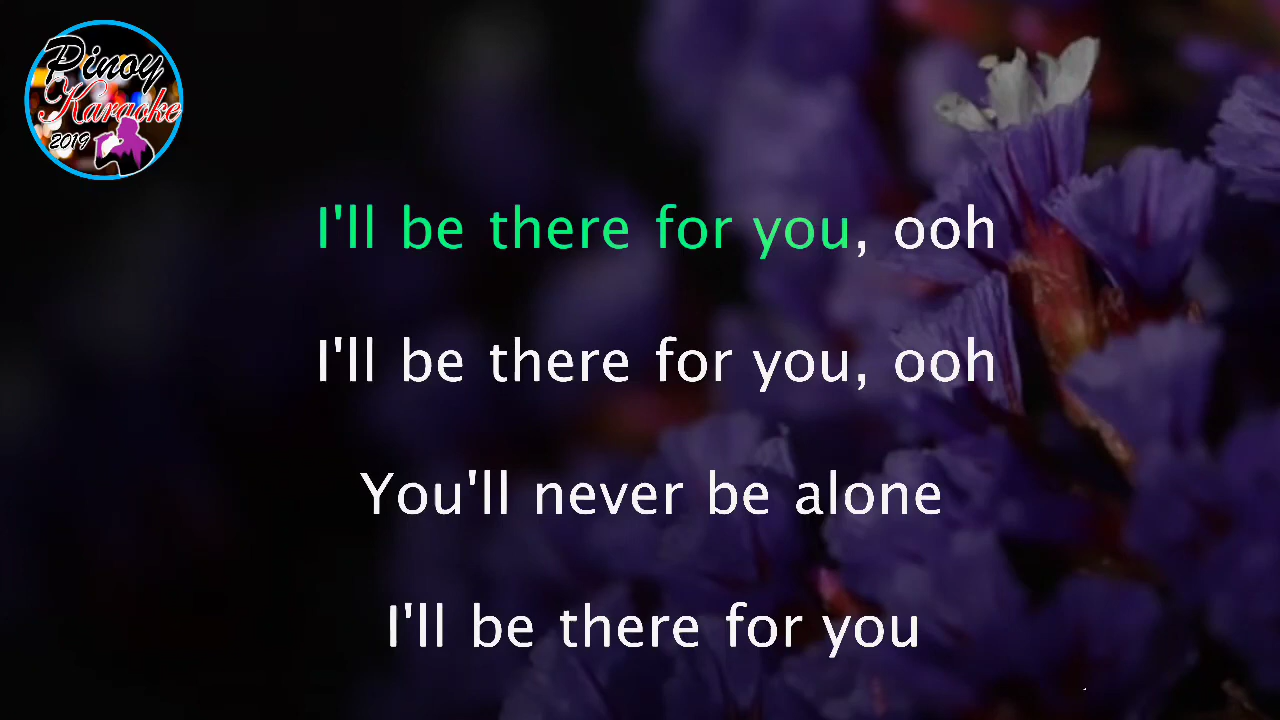 Pinoy
Karaoke
2019
I'll be there for you, ooh
I'll be there for you, ooh
You'll never be alone
I'll be there for you